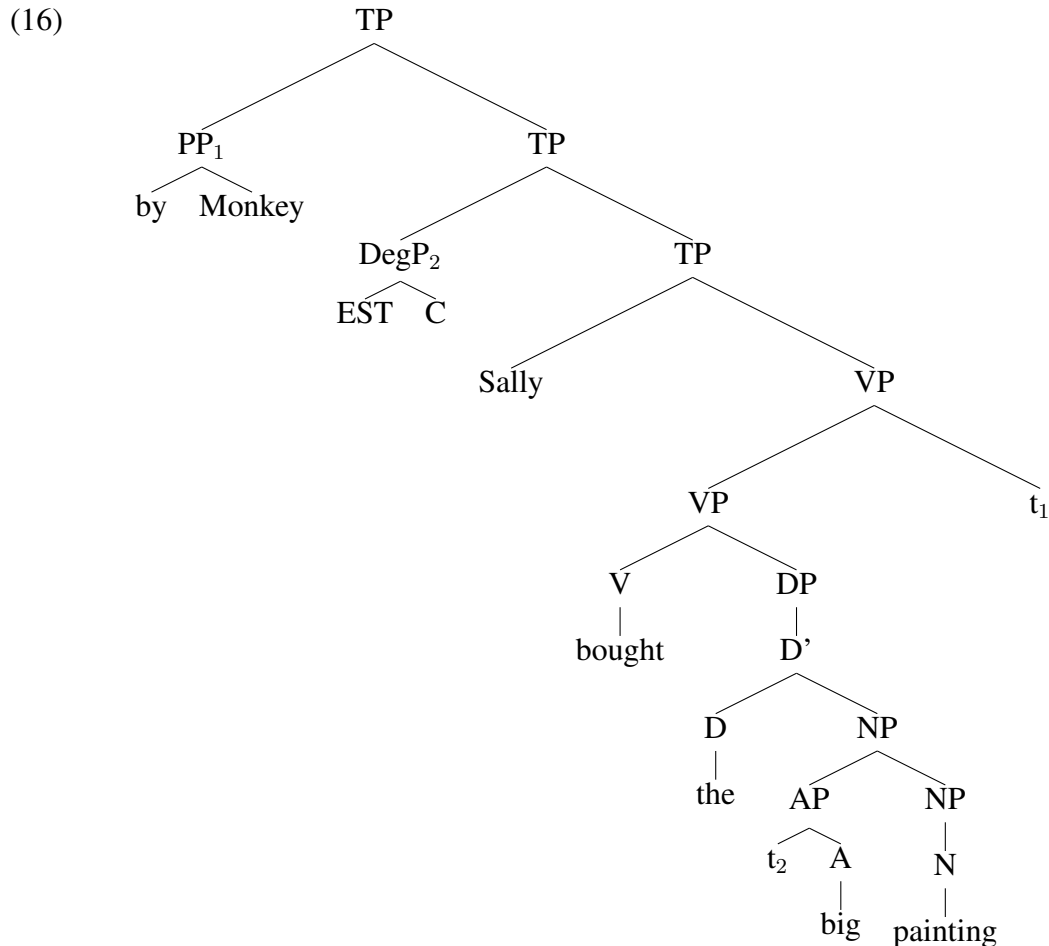 (16) TP
PP₁ TP
by Monkey
DegP₂ TP
EST C
Sally VP
VP t₁
V DP
bought D’
D NP
the AP NP
t₂ A N
big painting